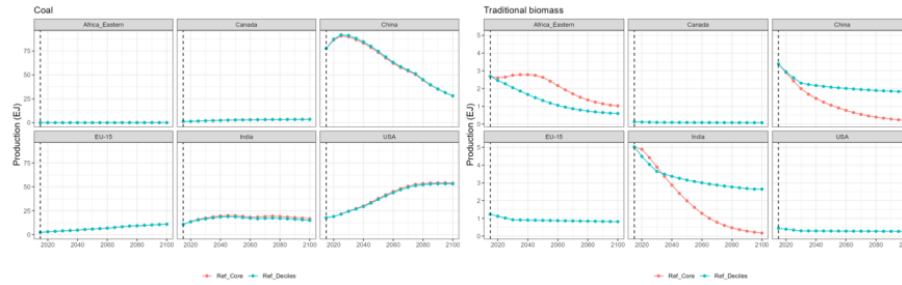 Coal
Africa_Eastern Canada China
75
50
25
0
EU-15 India USA
75
50
25
0
Production (EJ)
2020 2040 2060 2080 2100 2020 2040 2060 2080 2100 2020 2040 2060 2080 2100
Ref_Core Ref_Deciles
Traditional biomass
Africa_Eastern Canada China
5
4
3
2
1
0
EU-15 India USA
5
4
3
2
1
0
Production (EJ)
2020 2040 2060 2080 2100 2020 2040 2060 2080 2100 2020 2040 2060 2080
Ref_Core Ref_Deciles